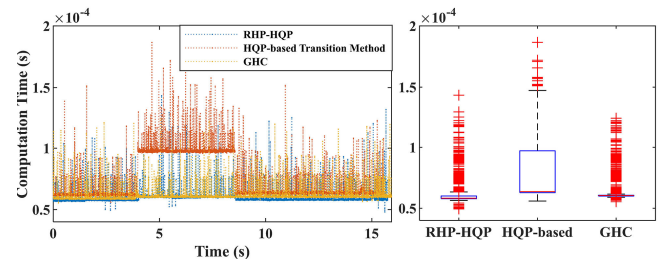 ×10⁻⁴
2
1.5
1
0.5
Computation Time (s)
0
5
10
15
Time (s)
RHP-HQP
HQP-based Transition Method
GHC
×10⁻⁴
2
1.5
1
0.5
RHP-HQP
HQP-based
GHC